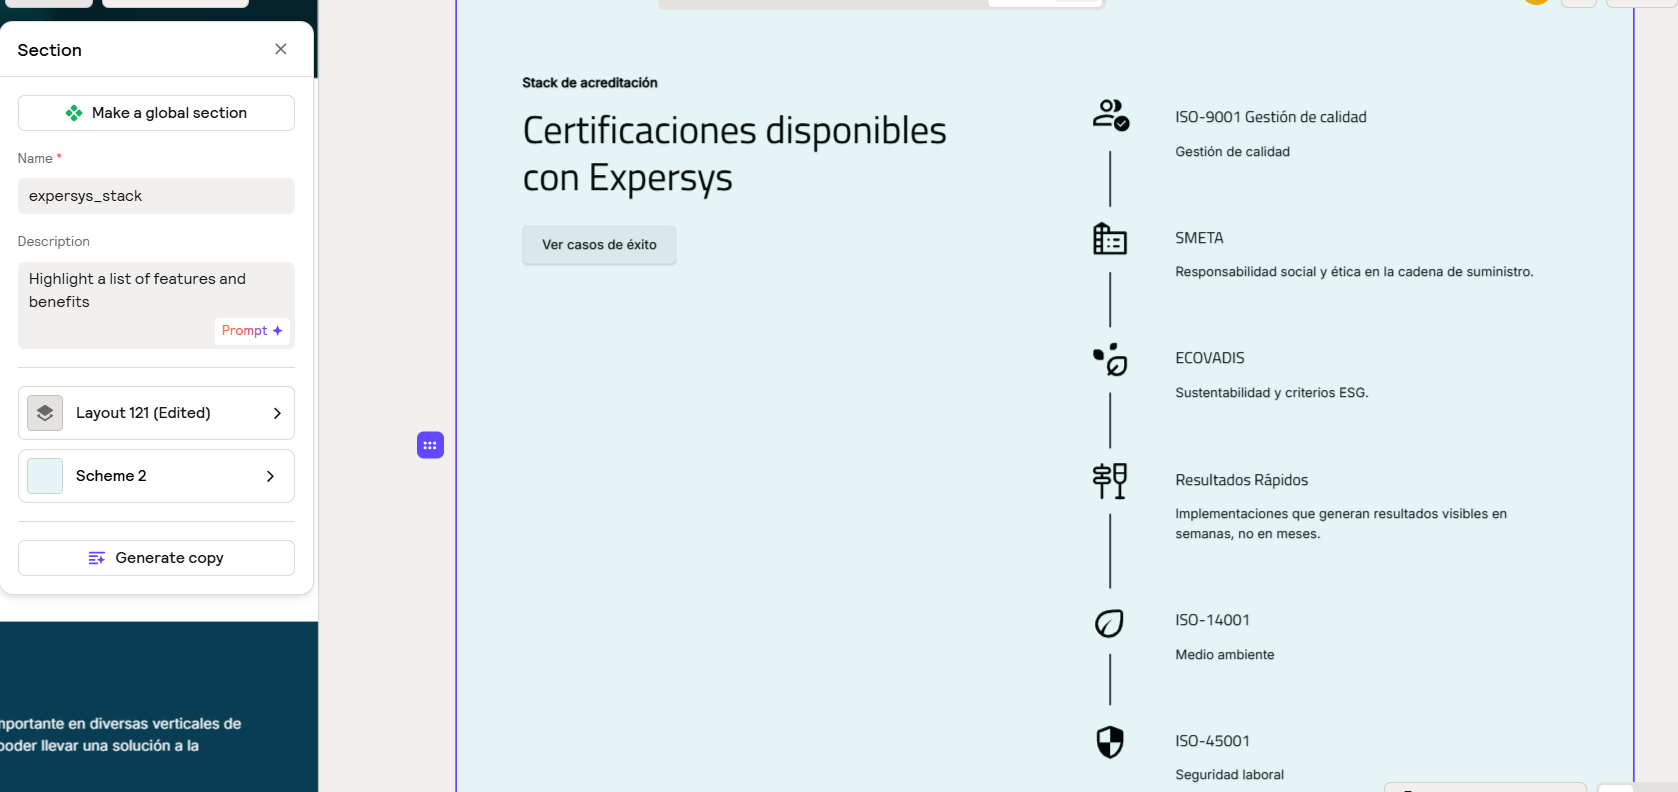 Section
Make a global section
Name *
expersys_stack
Description
Highlight a list of features and
benefits
Prompt
Layout 121 (Edited)
Scheme 2
Generate copy
mportante en diversas verticales de
poder llevar una solución a la
Stack de acreditación
Certificaciones disponibles
con Expersys
Ver casos de éxito
ISO-9001 Gestión de calidad
Gestión de calidad
SMETA
Responsabilidad social y ética en la cadena de suministro.
ECOVADIS
Sustentabilidad y criterios ESG.
Resultados Rápidos
Implementaciones que generan resultados visibles en
semanas, no en meses.
ISO-14001
Medio ambiente
ISO-45001
Seguridad laboral